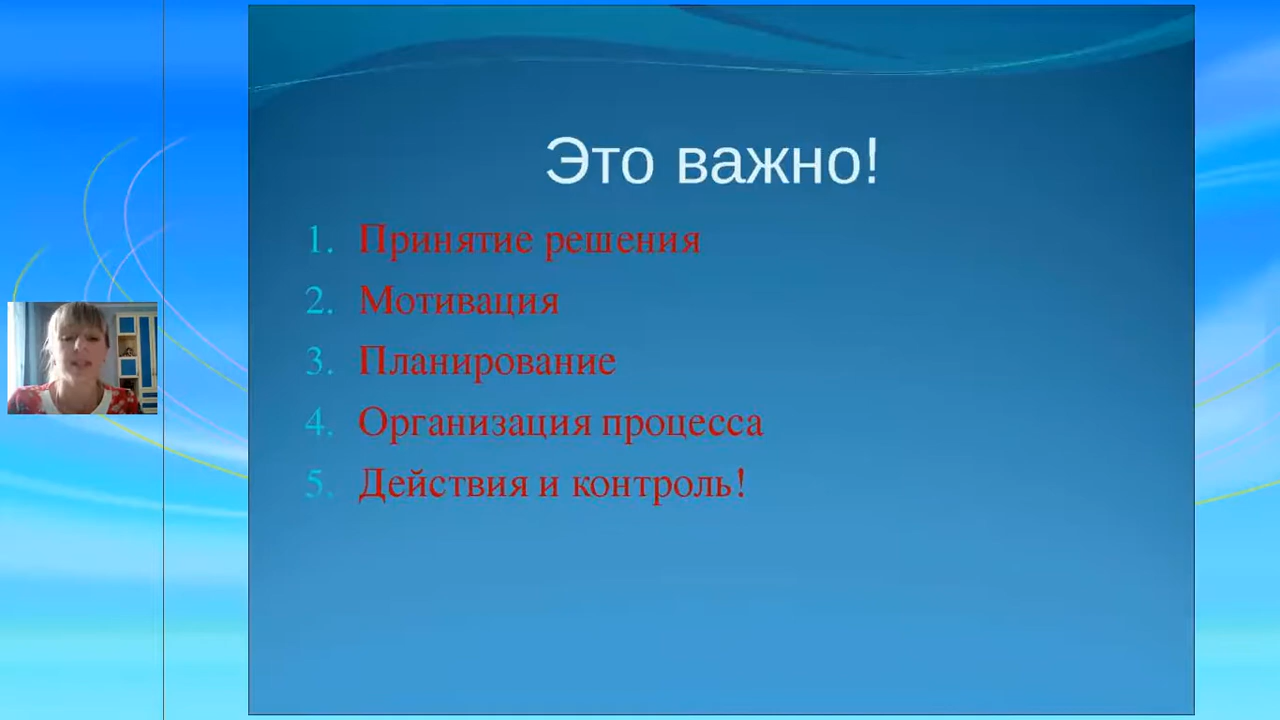 Это важно!
1. Принятие решения
2. Мотивация
3. Планирование
4. Организация процесса
5. Действия и контроль!